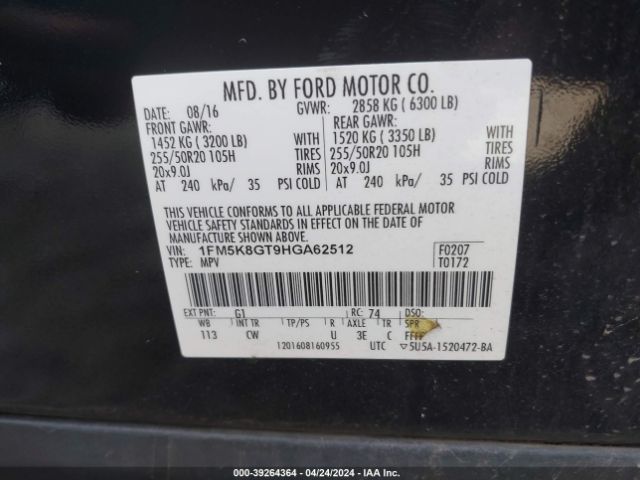 MFD. BY FORD MOTOR CO.
DATE: 08/16 GVWR: 2858 KG ( 6300 LB)
FRONT GAWR: REAR GAWR:
1452 KG ( 3200 LB) WITH 1520 KG ( 3350 LB) WITH
255/50R20 105H TIRES 255/50R20 105H TIRES
20x9.0J RIMS 20x9.0J RIMS
AT 240 kPa/ 35 PSI COLD AT 240 kPa/ 35 PSI COLD
THIS VEHICLE CONFORMS TO ALL APPLICABLE FEDERAL MOTOR
VEHICLE SAFETY STANDARDS IN EFFECT ON THE DATE OF
MANUFACTURE SHOWN ABOVE.
VIN: 1FM5K8GT9HGA62512 F0207
TYPE: MPV T0172
EXT PNT: G1 RC: 74 DSO:
WB INT TR TP/PS R AXLE TR SPR
113 CW U 3E C
1201608160955 UTC ▽5U5A-1520472-BA
000-39264364 - 04/24/2024 - IAA Inc.